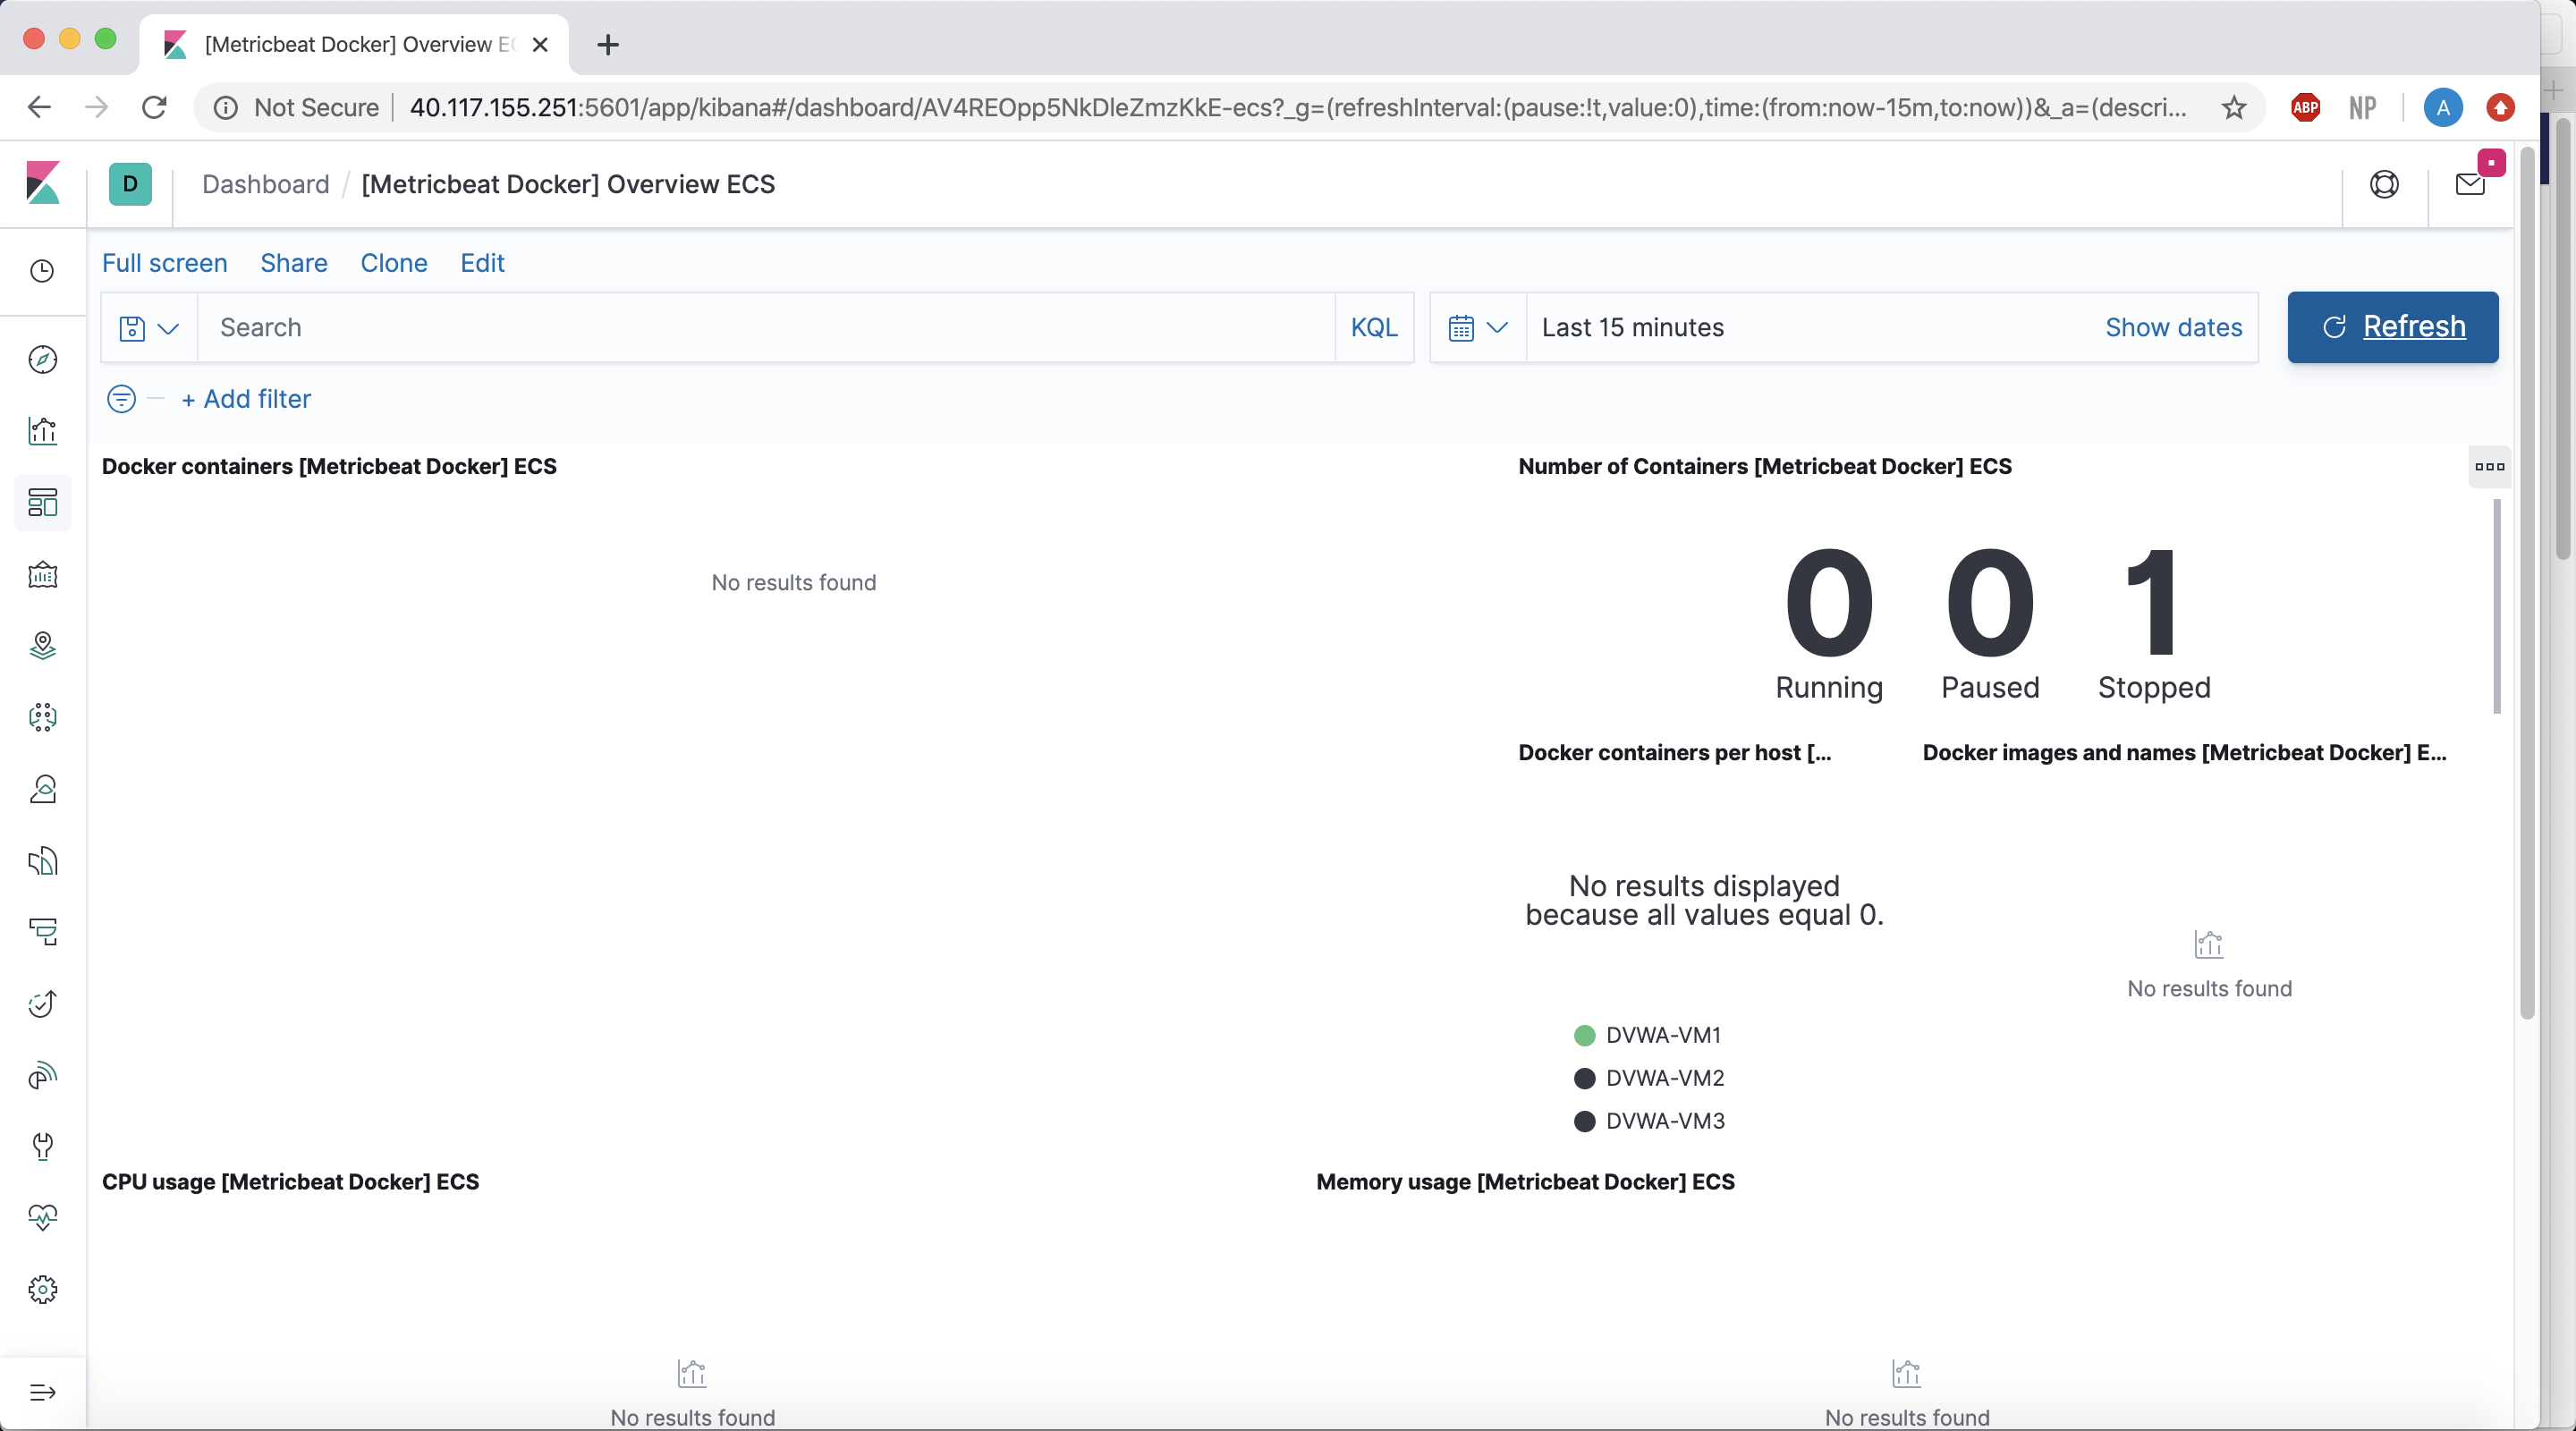 [Metricbeat Docker] Overview EC
Not Secure | 40.117.155.251:5601/app/kibana#/dashboard/AV4REOpp5NkDleZmzKkE-ecs?_g=(refreshInterval:(pause:!t,value:0),time:(from:now-15m,to:now))&_a=(descri...
ABP
NP
A
D
Dashboard / [Metricbeat Docker] Overview ECS
Full screen Share Clone Edit
Search KQL Last 15 minutes Show dates Refresh
+ Add filter
Docker containers [Metricbeat Docker] ECS
No results found
Number of Containers [Metricbeat Docker] ECS
0 0 1
Running Paused Stopped
Docker containers per host [...
No results displayed
because all values equal 0.
DVWA-VM1
DVWA-VM2
DVWA-VM3
Docker images and names [Metricbeat Docker] E...
No results found
CPU usage [Metricbeat Docker] ECS
No results found
Memory usage [Metricbeat Docker] ECS
No results found